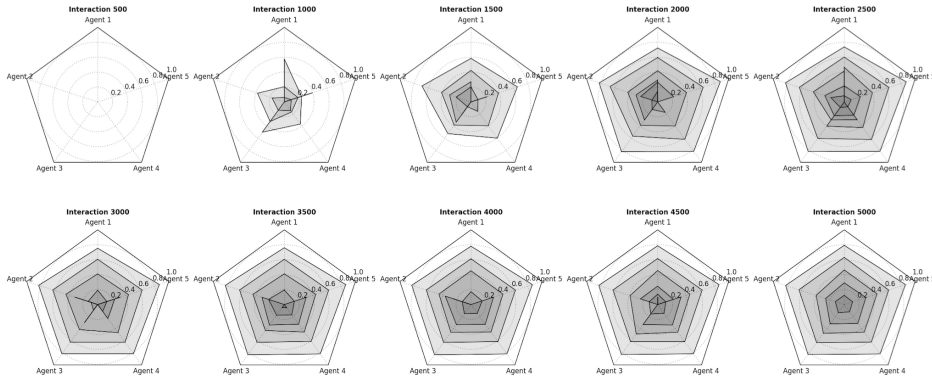 Interaction 500
Agent 1
Agent 2
Agent 3
Agent 4
Agent 5
0.2
0.4
0.6
0.8
1.0
Interaction 1000
Agent 1
Agent 2
Agent 3
Agent 4
Agent 5
0.2
0.4
0.6
0.8
1.0
Interaction 1500
Agent 1
Agent 2
Agent 3
Agent 4
Agent 5
0.2
0.4
0.6
0.8
1.0
Interaction 2000
Agent 1
Agent 2
Agent 3
Agent 4
Agent 5
0.2
0.4
0.6
0.8
1.0
Interaction 2500
Agent 1
Agent 2
Agent 3
Agent 4
Agent 5
0.2
0.4
0.6
0.8
1.0
Interaction 3000
Agent 1
Agent 2
Agent 3
Agent 4
Agent 5
0.2
0.4
0.6
0.8
1.0
Interaction 3500
Agent 1
Agent 2
Agent 3
Agent 4
Agent 5
0.2
0.4
0.6
0.8
1.0
Interaction 4000
Agent 1
Agent 2
Agent 3
Agent 4
Agent 5
0.2
0.4
0.6
0.8
1.0
Interaction 4500
Agent 1
Agent 2
Agent 3
Agent 4
Agent 5
0.2
0.4
0.6
0.8
1.0
Interaction 5000
Agent 1
Agent 2
Agent 3
Agent 4
Agent 5
0.2
0.4
0.6
0.8
1.0